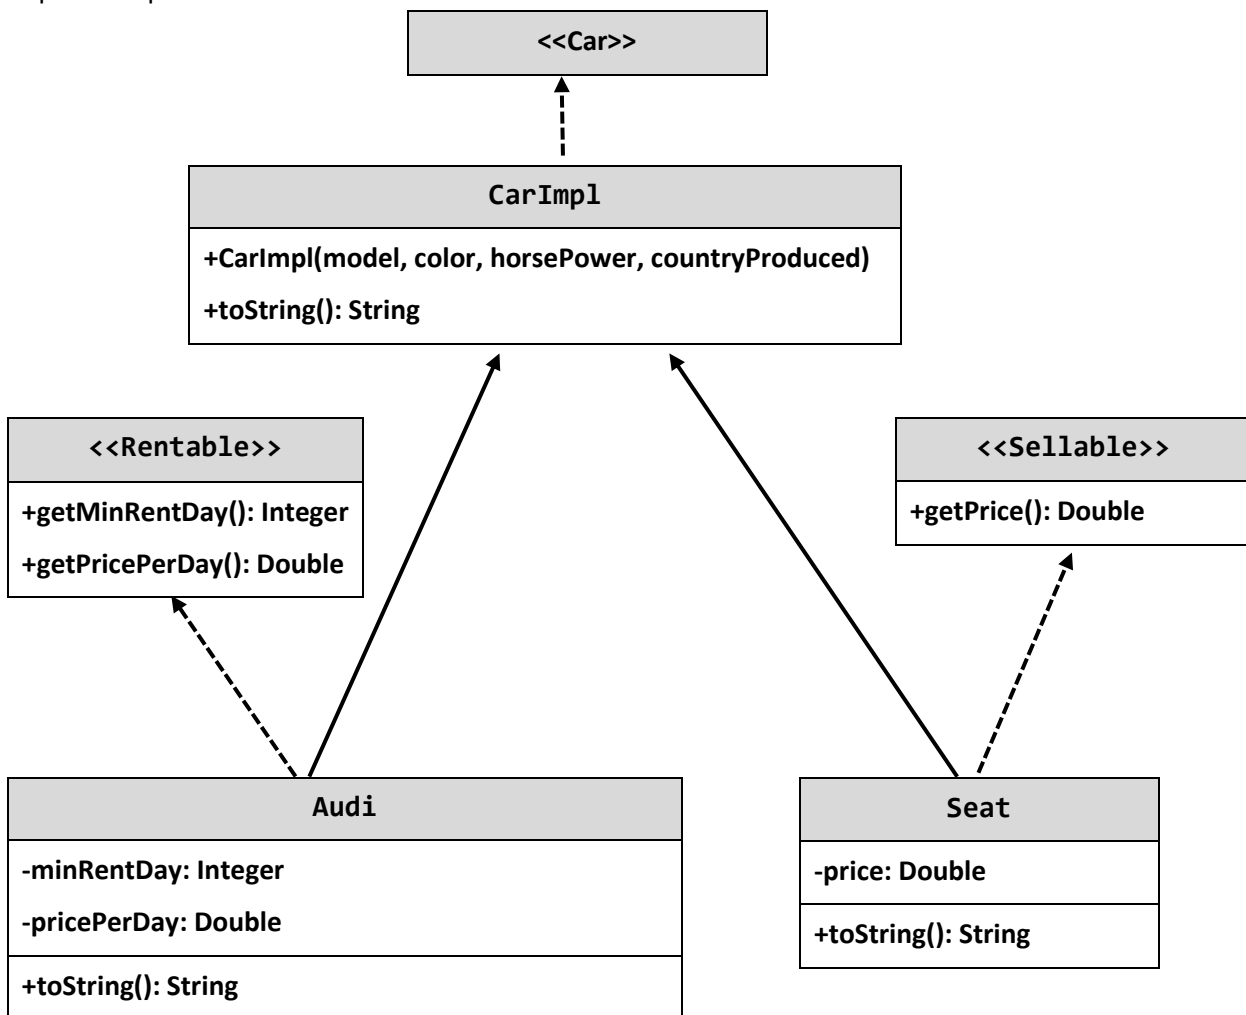 <<Car>>
CarImpl
+CarImpl(model, color, horsePower, countryProduced)
+toString(): String
<<Rentable>>
+getMinRentDay(): Integer
+getPricePerDay(): Double
<<Sellable>>
+getPrice(): Double
Audi
-minRentDay: Integer
-pricePerDay: Double
+toString(): String
Seat
-price: Double
+toString(): String